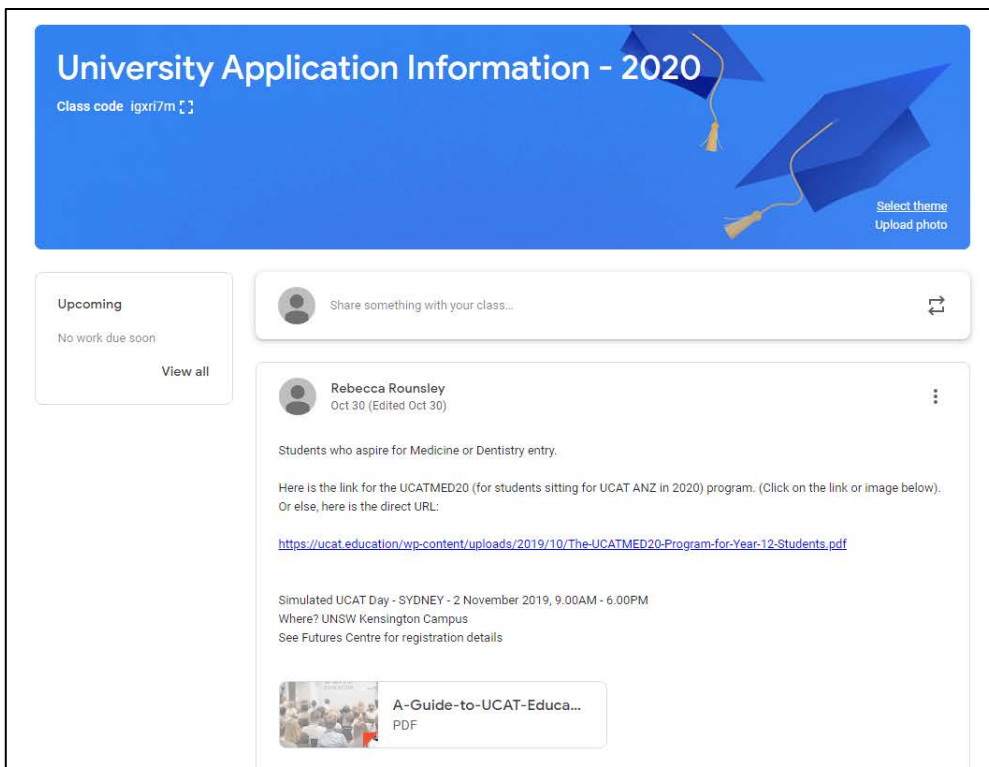 University Application Information - 2020
Class code igxri7m
Select theme
Upload photo
Upcoming
No work due soon
View all
Share something with your class...
Rebecca Rounsley
Oct 30 (Edited Oct 30)
Students who aspire for Medicine or Dentistry entry.
Here is the link for the UCATMED20 (for students sitting for UCAT ANZ in 2020) program. (Click on the link or image below).
Or else, here is the direct URL:
https://ucat.education/wp-content/uploads/2019/10/The-UCATMED20-Program-for-Year-12-Students.pdf
Simulated UCAT Day - SYDNEY - 2 November 2019, 9.00AM - 6.00PM
Where? UNSW Kensington Campus
See Futures Centre for registration details
A-Guide-to-UCAT-Educa...
PDF